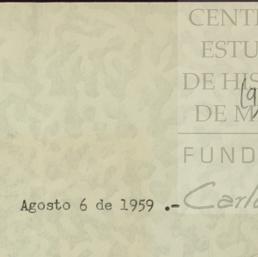 CENT
ESTU
DE HIS
DE M
FUND
Agosto 6 de 1959 .- Carl